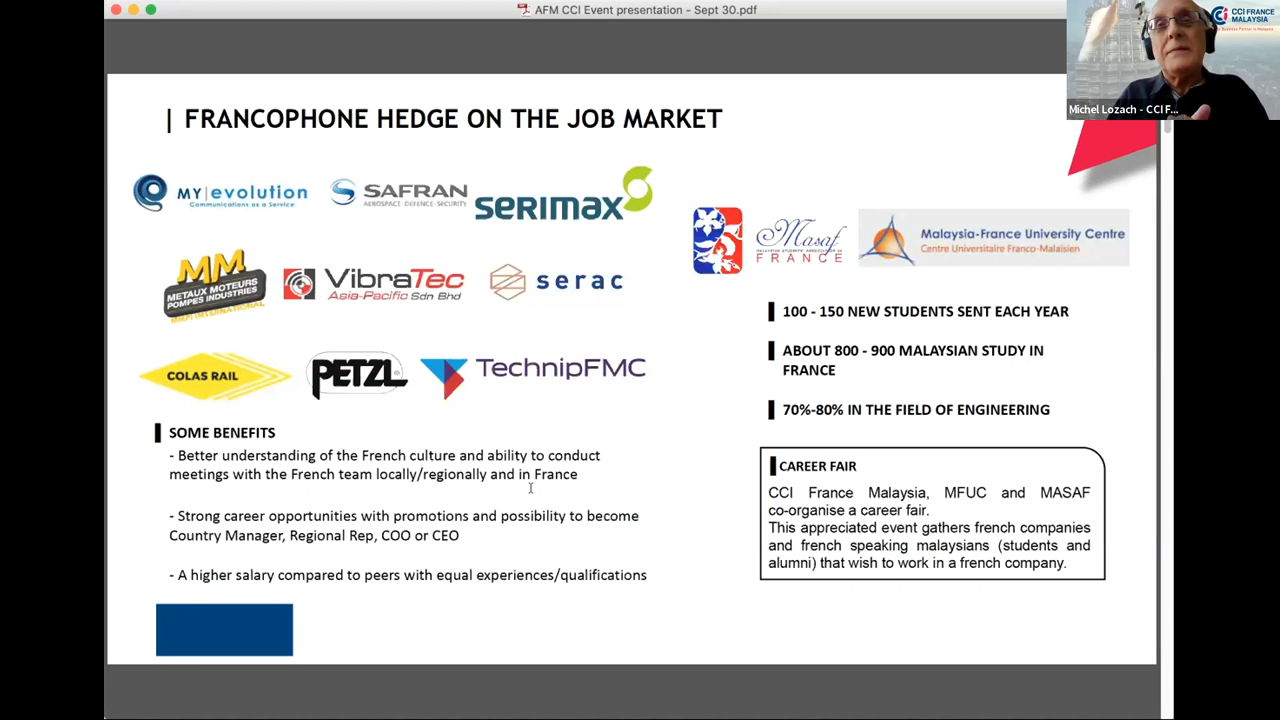 AFM CCI Event presentation - Sept 30.pdf
CCI FRANCE
MALAYSIA
Michel Lozach - CCI F...
| FRANCOPHONE HEDGE ON THE JOB MARKET
MY|evolution
Communications as a Service
SAFRAN
AEROSPACE·DEFENCE·SECURITY
serimax
MM
METAUX MOTEURS
POMPES INDUSTRIES
MMPI INTERNATIONAL
VibraTec
Asia-Pacific Sdn Bhd
serac
COLAS RAIL
PETZL
TechnipFMC
Masaf
FRANCE
Malaysia-France University Centre
Centre Universitaire Franco-Malaisien
100 - 150 NEW STUDENTS SENT EACH YEAR
ABOUT 800 - 900 MALAYSIAN STUDY IN
FRANCE
70%-80% IN THE FIELD OF ENGINEERING
SOME BENEFITS
- Better understanding of the French culture and ability to conduct
meetings with the French team locally/regionally and in France
- Strong career opportunities with promotions and possibility to become
Country Manager, Regional Rep, COO or CEO
- A higher salary compared to peers with equal experiences/qualifications
CAREER FAIR
CCI France Malaysia, MFUC and MASAF
co-organise a career fair.
This appreciated event gathers french companies
and french speaking malaysians (students and
alumni) that wish to work in a french company.